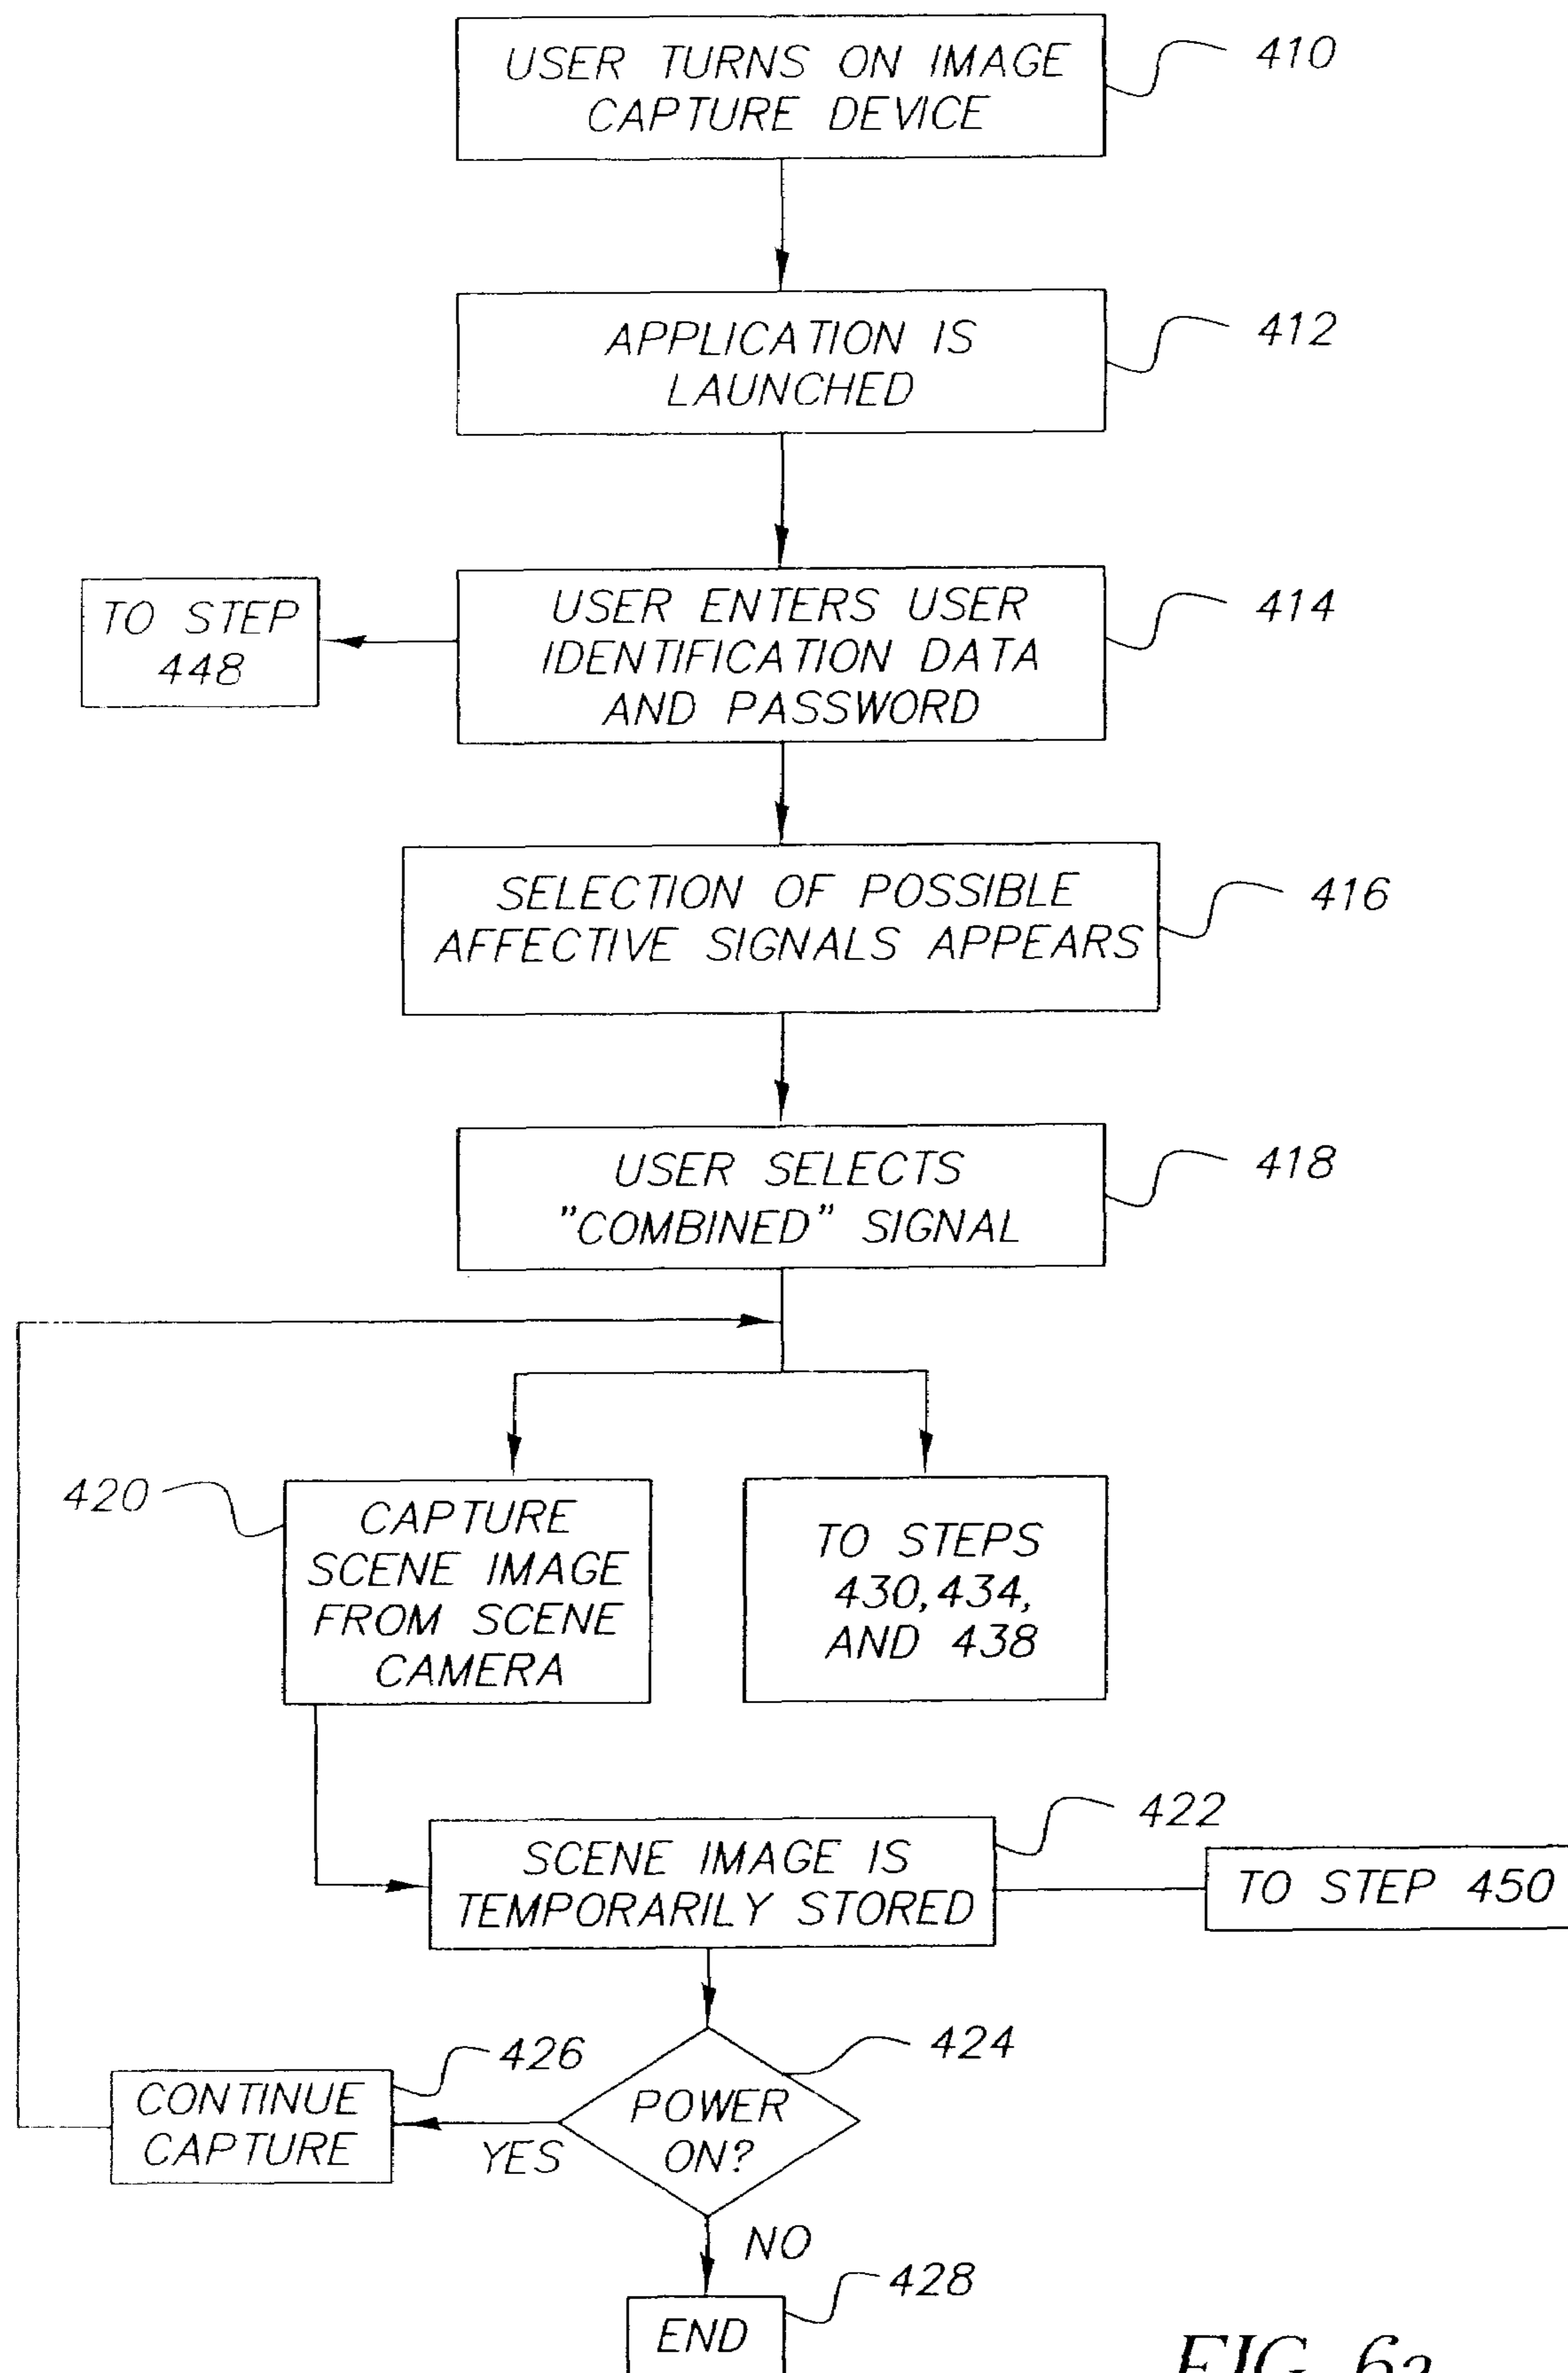 USER TURNS ON IMAGE
CAPTURE DEVICE
410
APPLICATION IS
LAUNCHED
412
TO STEP
448
USER ENTERS USER
IDENTIFICATION DATA
AND PASSWORD
414
SELECTION OF POSSIBLE
AFFECTIVE SIGNALS APPEARS
416
USER SELECTS
"COMBINED" SIGNAL
418
420
CAPTURE
SCENE IMAGE
FROM SCENE
CAMERA
TO STEPS
430, 434,
AND 438
SCENE IMAGE IS
TEMPORARILY STORED
422
TO STEP 450
426
CONTINUE
CAPTURE
YES
POWER
ON?
424
NO
428
END
FIG. 6a